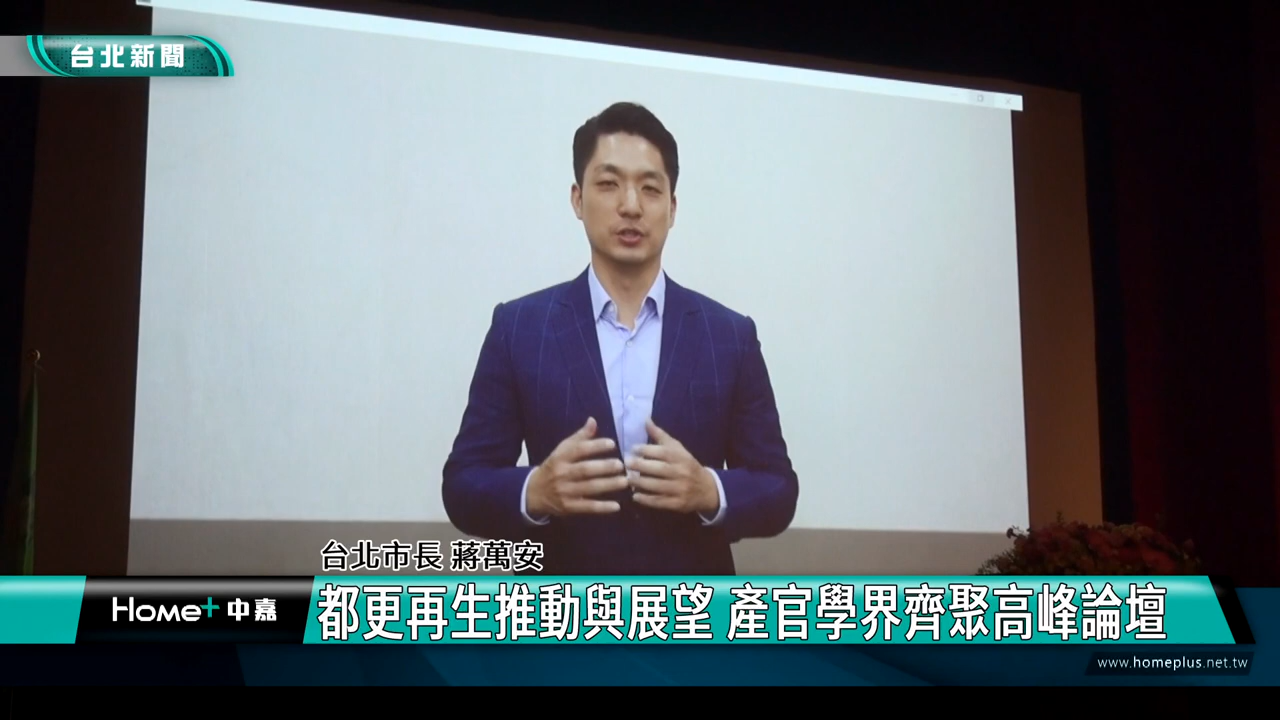 台北新聞
台北市長 蔣萬安
Home+中嘉
都更再生推動與展望 產官學界齊聚高峰論壇
www.homeplus.net.tw